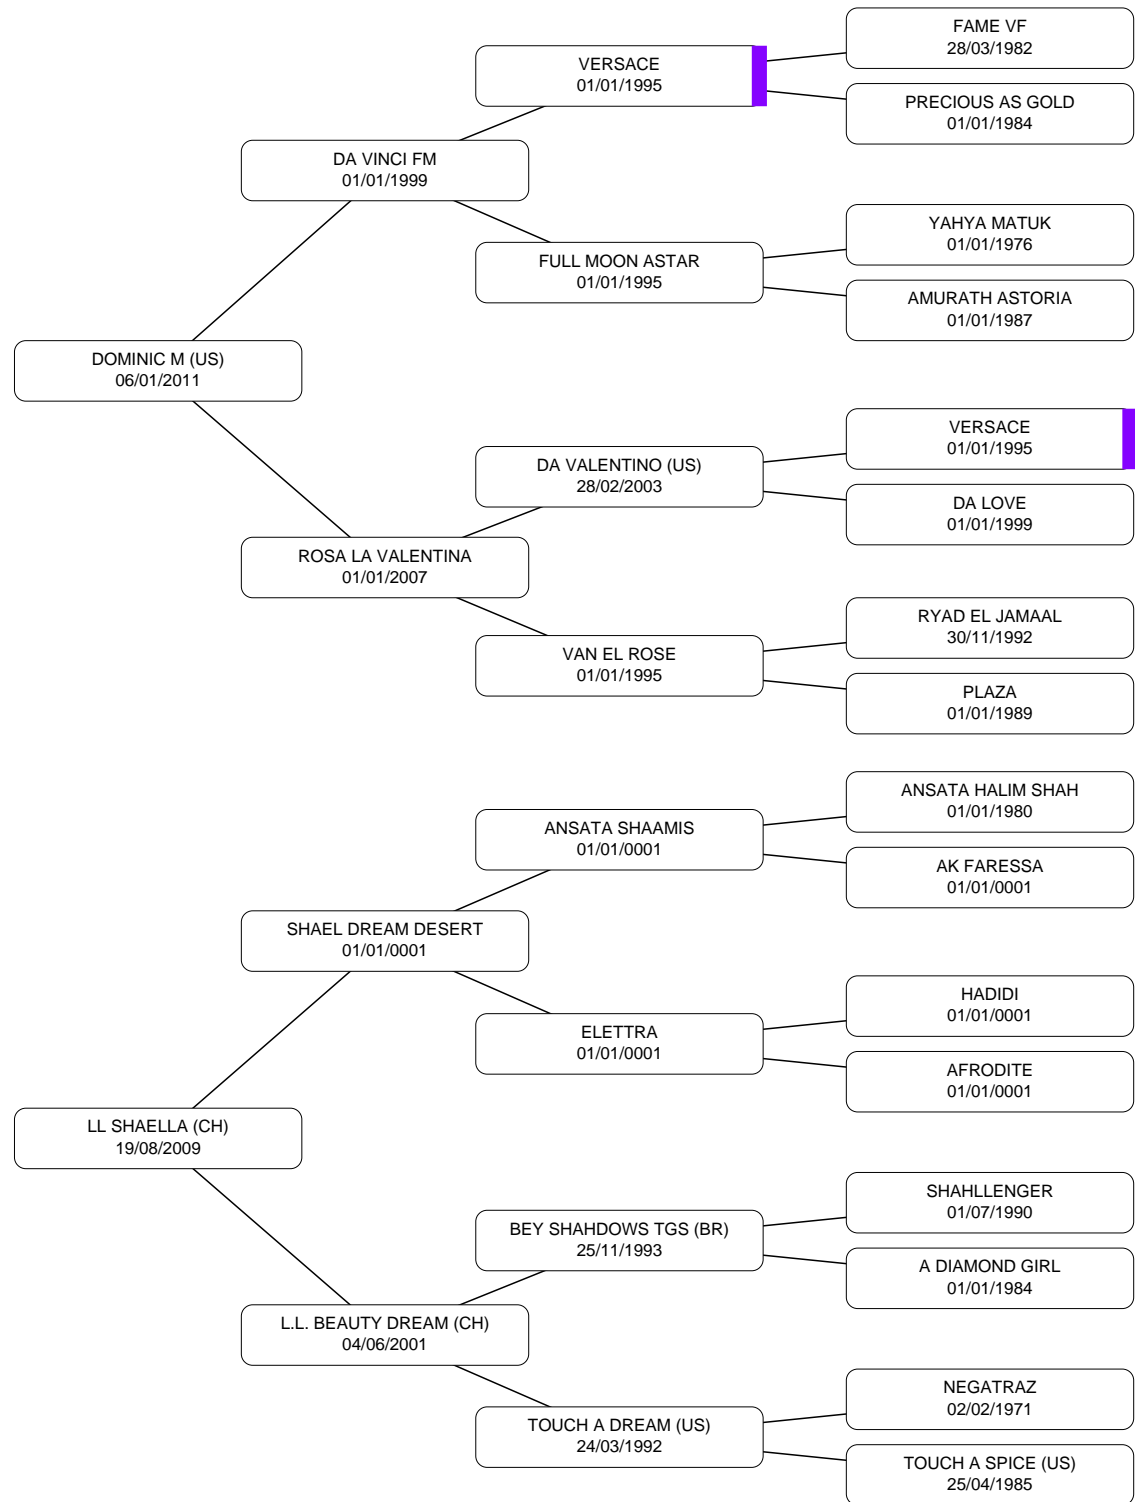 FAME VF
28/03/1982
VERSACE
01/01/1995
PRECIOUS AS GOLD
01/01/1984
DA VINCI FM
01/01/1999
YAHYA MATUK
01/01/1976
FULL MOON ASTAR
01/01/1995
AMURATH ASTORIA
01/01/1987
DOMINIC M (US)
06/01/2011
VERSACE
01/01/1995
DA VALENTINO (US)
28/02/2003
DA LOVE
01/01/1999
ROSA LA VALENTINA
01/01/2007
RYAD EL JAMAAL
30/11/1992
VAN EL ROSE
01/01/1995
PLAZA
01/01/1989
ANSATA HALIM SHAH
01/01/1980
ANSATA SHAAMIS
01/01/0001
AK FARESSA
01/01/0001
SHAEL DREAM DESERT
01/01/0001
HADIDI
01/01/0001
ELETTRA
01/01/0001
AFRODITE
01/01/0001
LL SHAELLA (CH)
19/08/2009
SHAHLLENGER
01/07/1990
BEY SHAHDOWS TGS (BR)
25/11/1993
A DIAMOND GIRL
01/01/1984
L.L. BEAUTY DREAM (CH)
04/06/2001
NEGATRAZ
02/02/1971
TOUCH A DREAM (US)
24/03/1992
TOUCH A SPICE (US)
25/04/1985